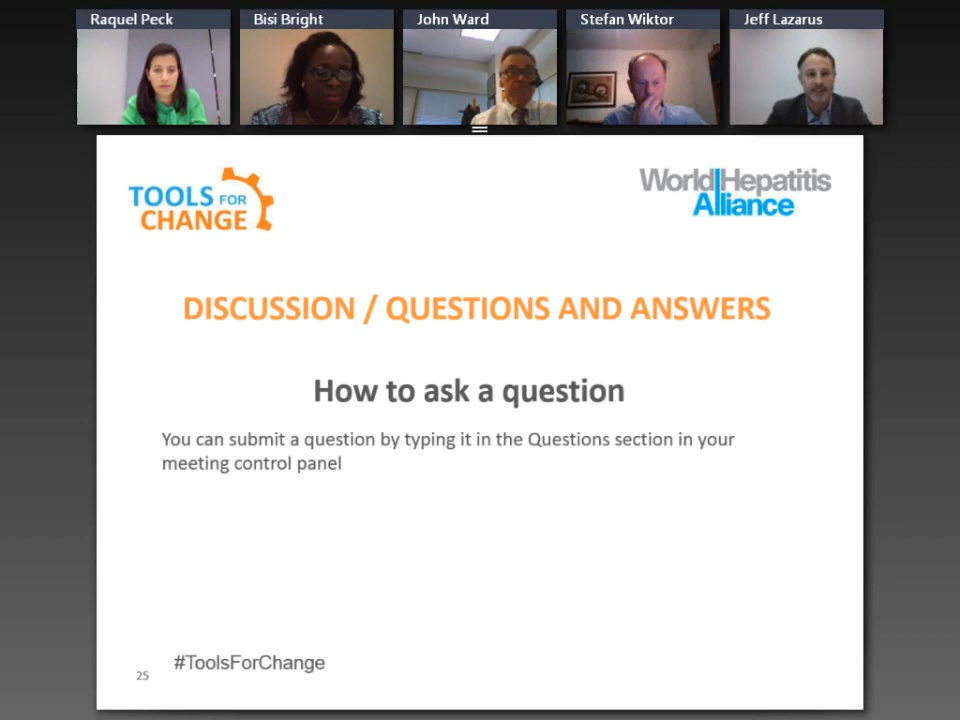 Raquel Peck
Bisi Bright
John Ward
Stefan Wiktor
Jeff Lazarus
TOOLS FOR
CHANGE
WorldHepatitis
Alliance
DISCUSSION / QUESTIONS AND ANSWERS
How to ask a question
You can submit a question by typing it in the Questions section in your
meeting control panel
#ToolsForChange
25